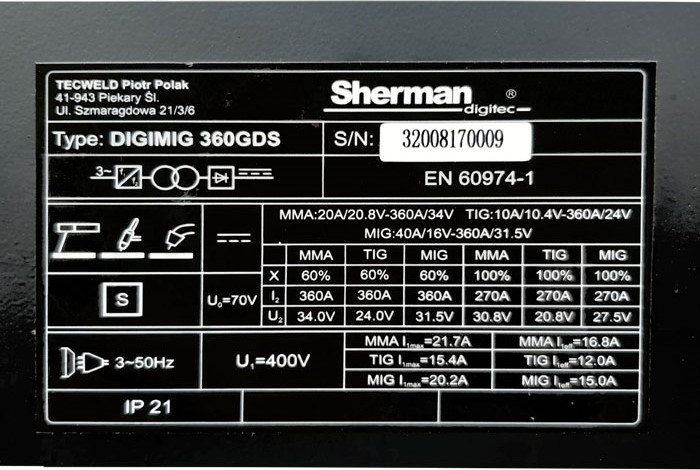 TECWELD Piotr Polak
41-943 Piekary Śl.
Ul. Szmaragdowa 21/3/6
Sherman ®
digitec
Type: DIGIMIG 360GDS
S/N: 32008170009
3~ f₁ f₂
EN 60974-1
MMA:20A/20.8V-360A/34V TIG:10A/10.4V-360A/24V
MIG:40A/16V-360A/31.5V
MMA TIG MIG MMA TIG MIG
X 60% 60% 60% 100% 100% 100%
S
U₀=70V
I₂ 360A 360A 360A 270A 270A 270A
U₂ 34.0V 24.0V 31.5V 30.8V 20.8V 27.5V
3~50Hz
U₁=400V
MMA I₁max=21.7A MMA I₁eff=16.8A
TIG I₁max=15.4A TIG I₁eff=12.0A
MIG I₁max=20.2A MIG I₁eff=15.0A
IP 21